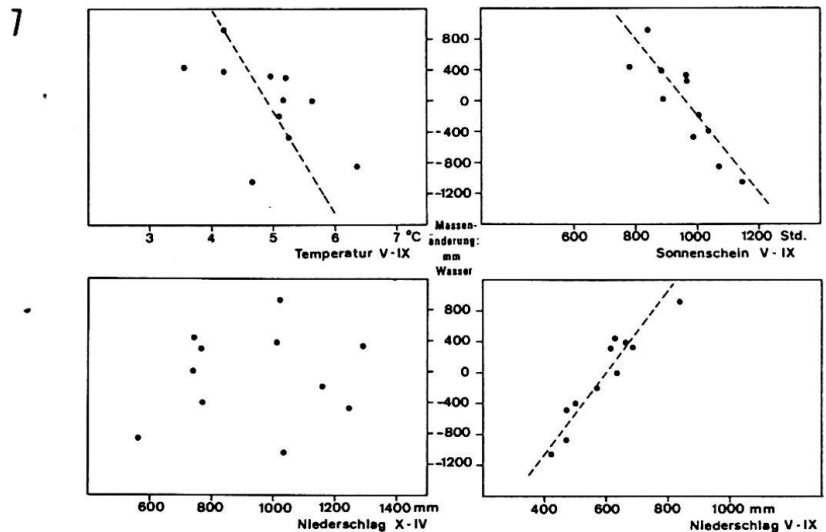 7
800
400
0
-400
-800
-1200
3 4 5 6 7 °C
Temperatur V-IX
Massen-
änderung:
mm
Wasser
600 800 1000 1200 Std.
Sonnenschein V-IX
800
400
0
-400
-800
-1200
600 800 1000 1200 1400 mm
Niederschlag X-IV
400 600 800 1000 mm
Niederschlag V-IX